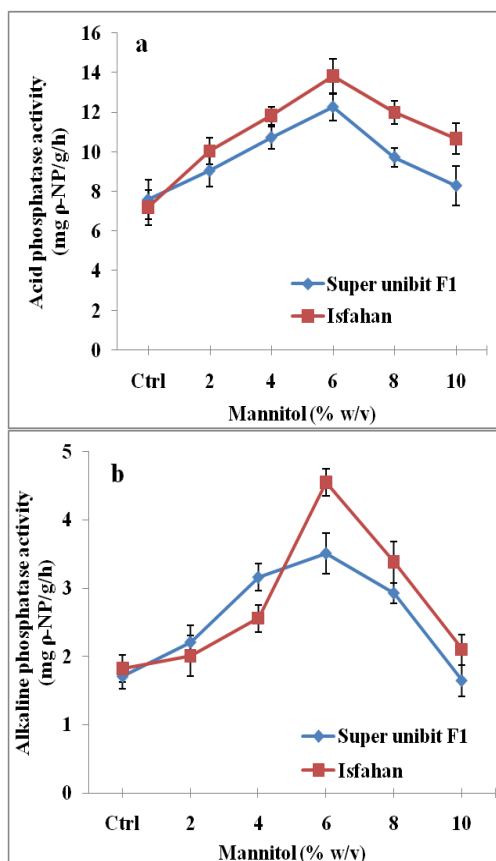 a
Acid phosphatase activity
(mg ρ-NP/g/h)
16
14
12
10
8
6
4
2
0
Super unibit F1
Isfahan
Ctrl 2 4 6 8 10
Mannitol (% w/v)
b
Alkaline phosphatase activity
(mg ρ-NP/g/h)
5
4
3
2
1
0
Super unibit F1
Isfahan
Ctrl 2 4 6 8 10
Mannitol (% w/v)